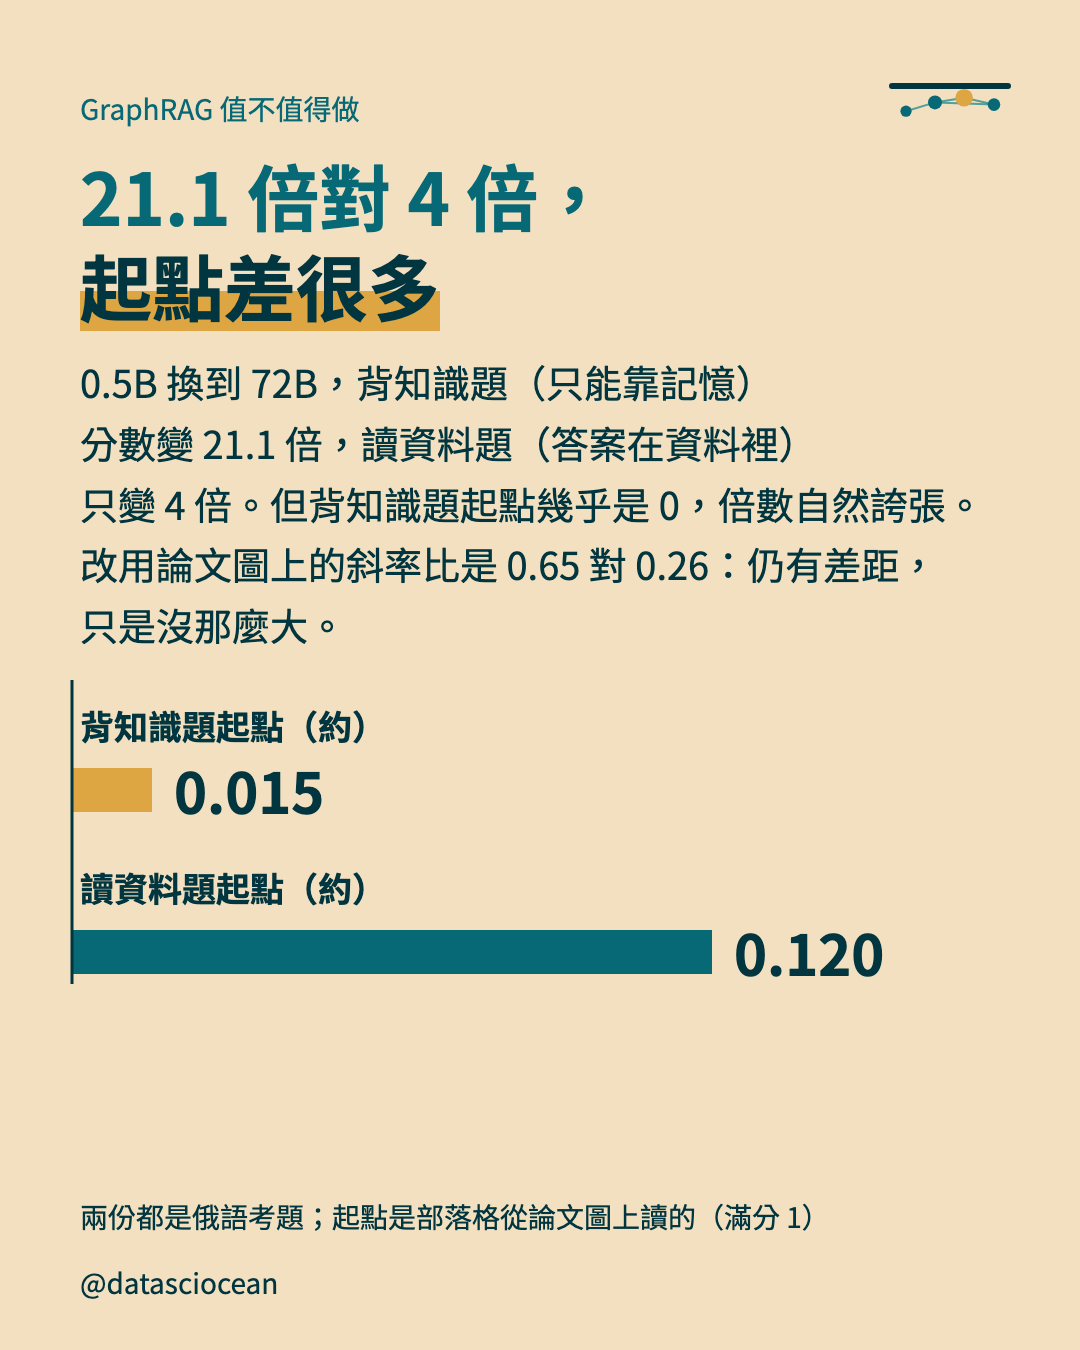 GraphRAG 值不值得做
21.1 倍對 4 倍，
起點差很多
0.5B 換到 72B，背知識題（只能靠記憶）
分數變 21.1 倍，讀資料題（答案在資料裡）
只變 4 倍。但背知識題起點幾乎是 0，倍數自然誇張。
改用論文圖上的斜率比是 0.65 對 0.26：仍有差距，
只是沒那麼大。
背知識題起點（約）
0.015
讀資料題起點（約）
0.120
兩份都是俄語考題；起點是部落格從論文圖上讀的（滿分 1）
@datasciocean